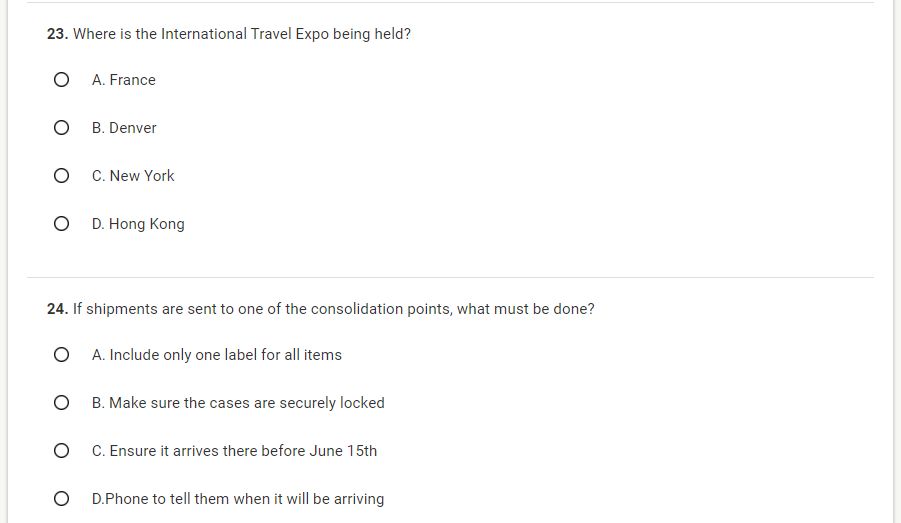 23. Where is the International Travel Expo being held?
A. France
B. Denver
C. New York
D. Hong Kong
24. If shipments are sent to one of the consolidation points, what must be done?
A. Include only one label for all items
B. Make sure the cases are securely locked
C. Ensure it arrives there before June 15th
D.Phone to tell them when it will be arriving